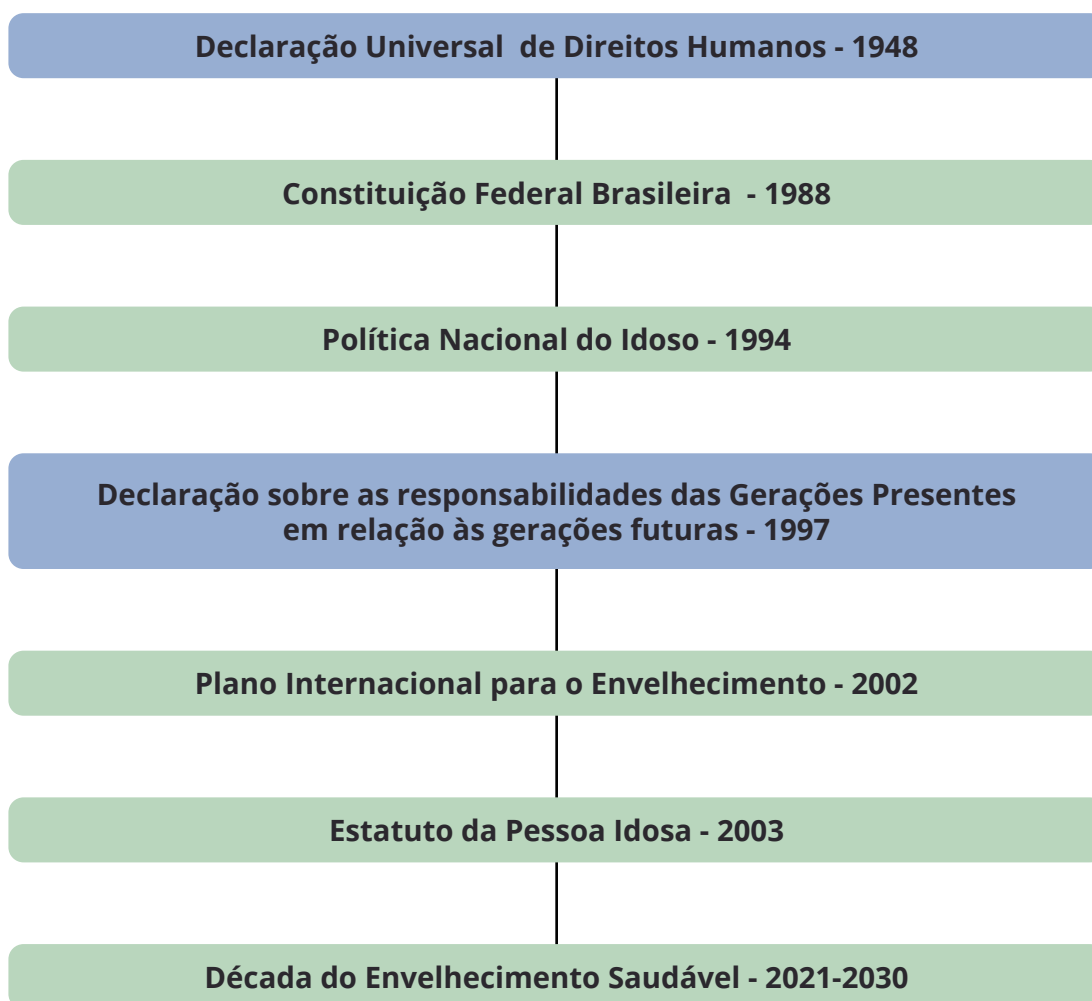 Declaração Universal de Direitos Humanos - 1948
Constituição Federal Brasileira - 1988
Política Nacional do Idoso - 1994
Declaração sobre as responsabilidades das Gerações Presentes
em relação às gerações futuras - 1997
Plano Internacional para o Envelhecimento - 2002
Estatuto da Pessoa Idosa - 2003
Década do Envelhecimento Saudável - 2021-2030